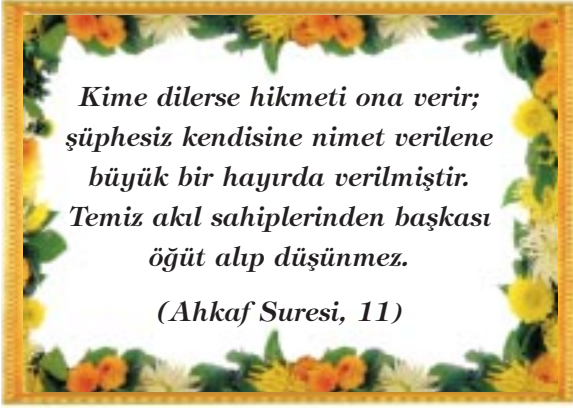 Kime dilerse hikmeti ona verir;
şüphesiz kendisine nimet verilene
büyük bir hayırda verilmiştir.
Temiz akıl sahiplerinden başkası
öğüt alıp düşünmez.
(Ahkaf Suresi, 11)